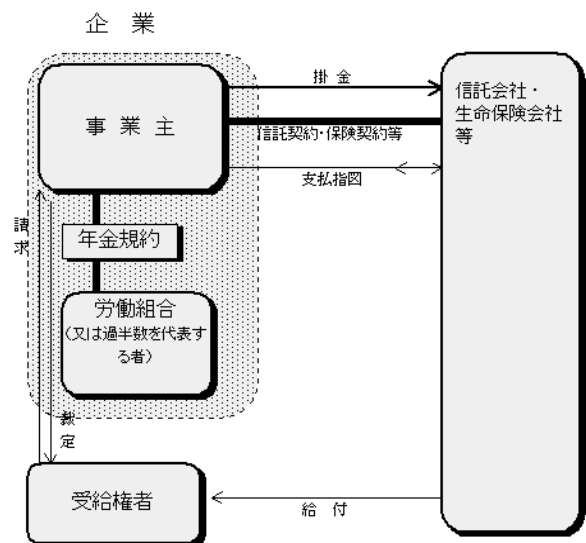 企業
事業主
掛金
信託会社・
生命保険会社
等
信託契約・保険契約等
支払指図
請求
年金規約
労働組合
(又は過半数を代表す
る者)
裁定
受給権者
給付